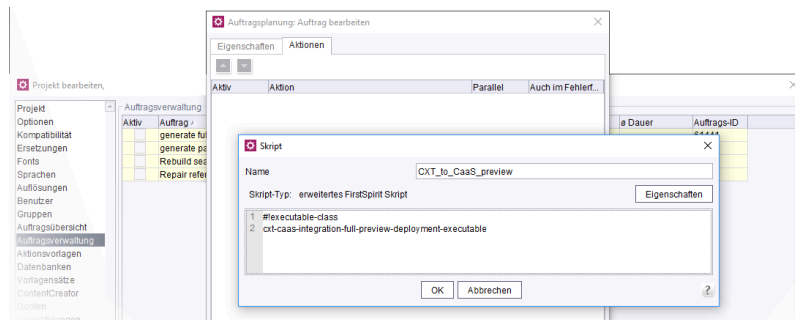 Auftragsplanung: Auftrag bearbeiten
Eigenschaften Aktionen
Aktiv Aktion Parallel Auch im Fehlerf...
Projekt bearbeiten,
Projekt
Optionen
Kompatibilität
Ersetzungen
Fonts
Sprachen
Auflösungen
Benutzer
Gruppen
Auftragsübersicht
Auftragsverwaltung
Aktionsvorlagen
Datenbanken
Vorlagensätze
ContentCreator
Quoten
Auftragsverwaltung
Aktiv Auftrag
generate ful
generate pa
Rebuild sea
Repair refer
ø Dauer Auftrags-ID
Skript
Name CXT_to_CaaS_preview
Skript-Typ: erweitertes FirstSpirit Skript Eigenschaften
1 #!executable-class
2 cxt-caas-integration-full-preview-deployment-executable
OK Abbrechen ?